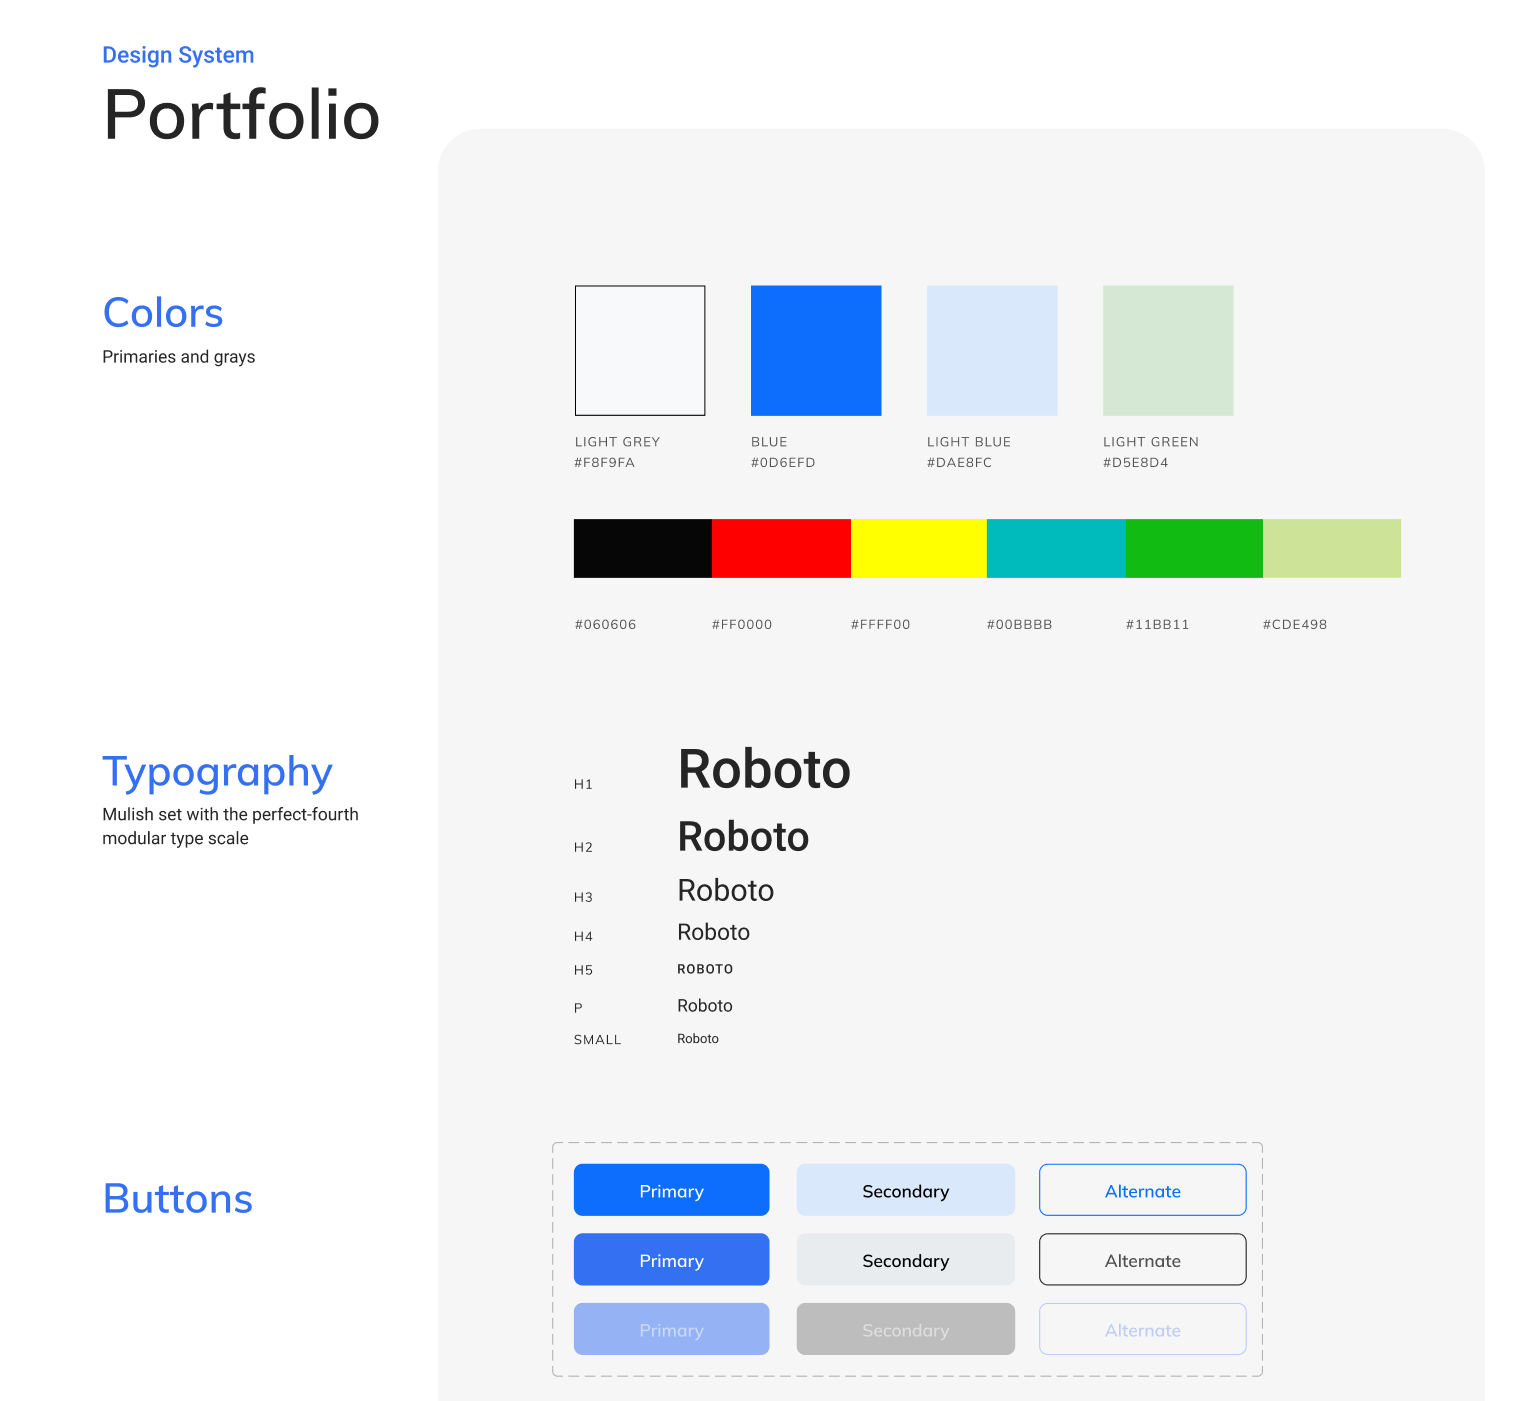 Design System
Portfolio
Colors
Primaries and grays
LIGHT GREY
#F8F9FA
BLUE
#0D6EFD
LIGHT BLUE
#DAE8FC
LIGHT GREEN
#D5E8D4
#060606
#FF0000
#FFFF00
#00BBBB
#11BB11
#CDE498
Typography
Mulish set with the perfect-fourth
modular type scale
H1 Roboto
H2 Roboto
H3 Roboto
H4 Roboto
H5 ROBOTO
P Roboto
SMALL Roboto
Buttons
Primary Secondary Alternate
Primary Secondary Alternate
Primary Secondary Alternate